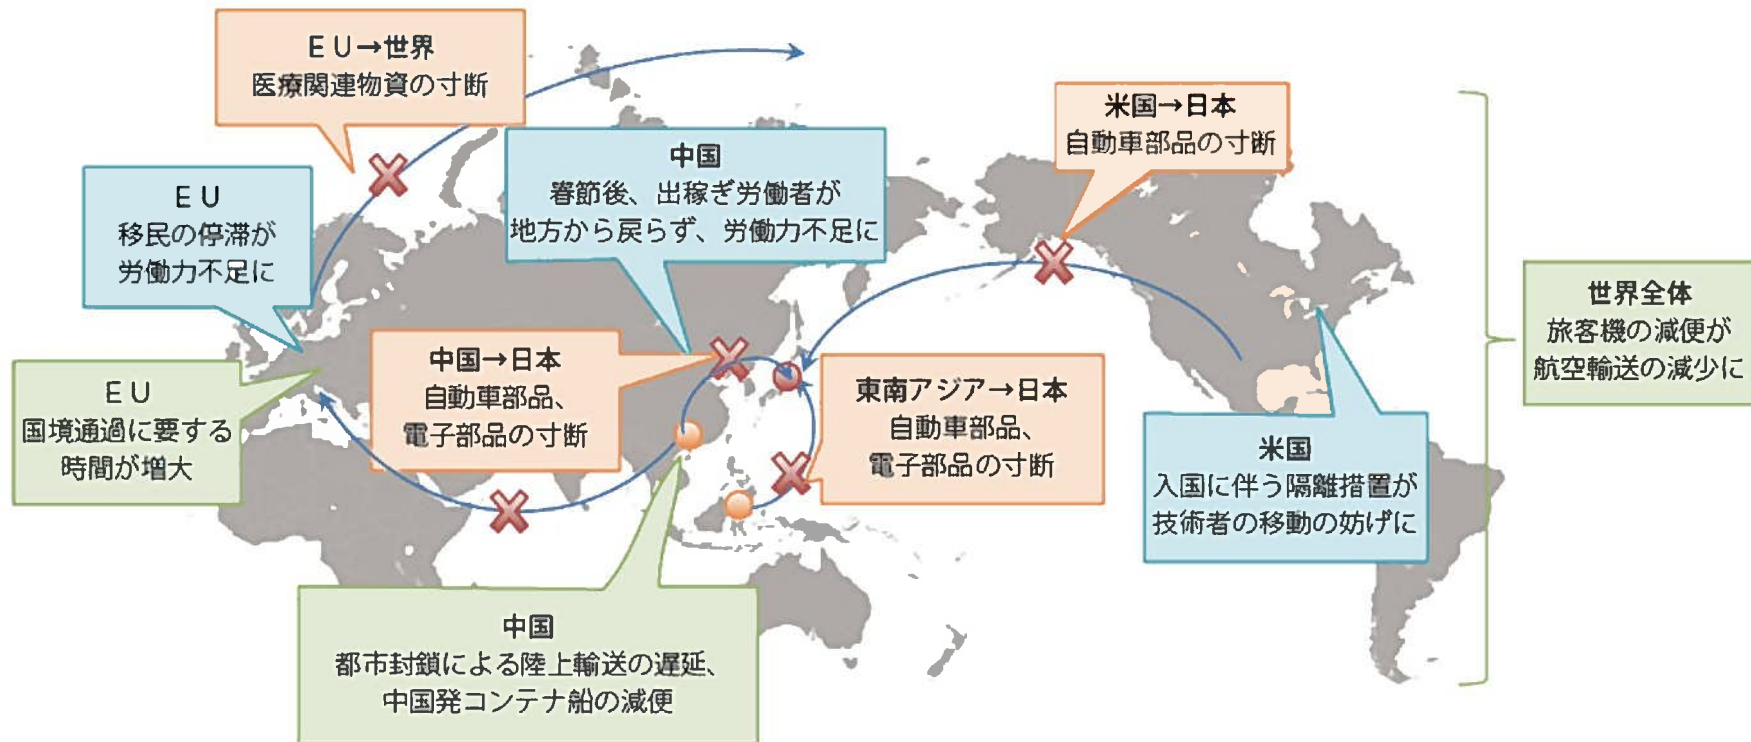 EU→世界
医療関連物資の寸断
米国→日本
自動車部品の寸断
中国
春節後、出稼ぎ労働者が
地方から戻らず、労働力不足に
EU
移民の停滞が
労働力不足に
世界全体
旅客機の減便が
航空輸送の減少に
中国→日本
自動車部品、
電子部品の寸断
EU
国境通過に要する
時間が増大
東南アジア→日本
自動車部品、
電子部品の寸断
米国
入国に伴う隔離措置が
技術者の移動の妨げに
中国
都市封鎖による陸上輸送の遅延、
中国発コンテナ船の減便